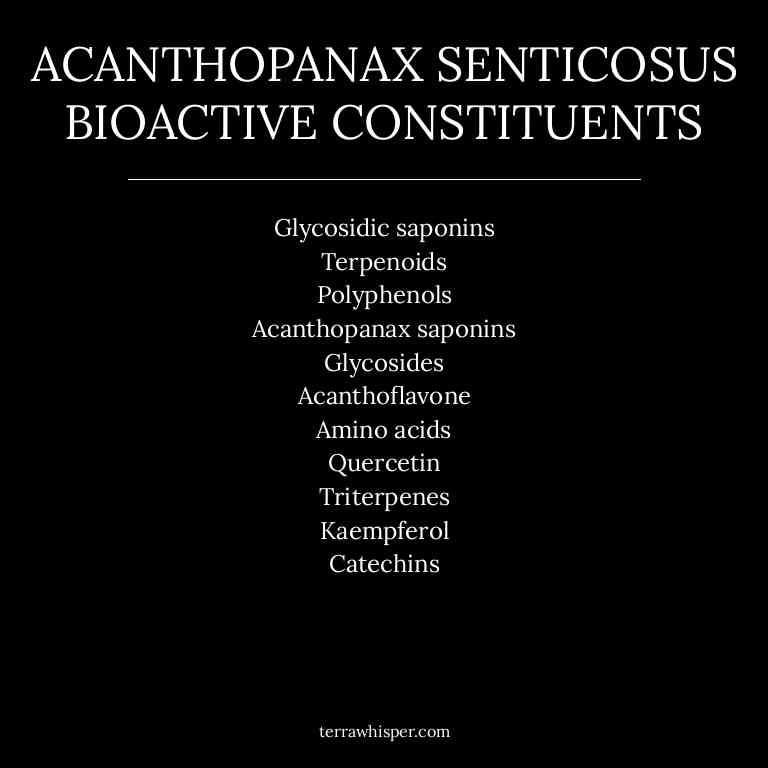 ACANTHOPANAX SENTICOSUS
BIOACTIVE CONSTITUENTS
Glycosidic saponins
Terpenoids
Polyphenols
Acanthopanax saponins
Glycosides
Acanthoflavone
Amino acids
Quercetin
Triterpenes
Kaempferol
Catechins
terrawhisper.com